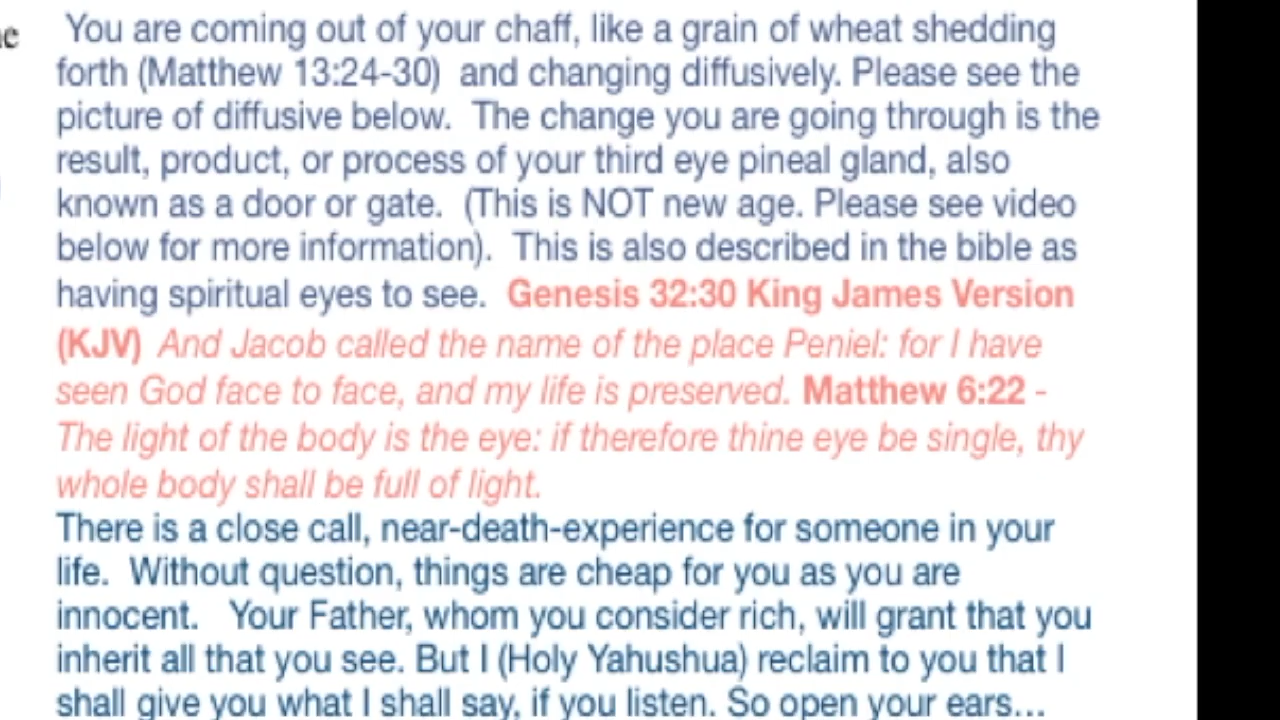 You are coming out of your chaff, like a grain of wheat shedding
forth (Matthew 13:24-30)  and changing diffusively. Please see the
picture of diffusive below.  The change you are going through is the
result, product, or process of your third eye pineal gland, also
known as a door or gate.  (This is NOT new age. Please see video
below for more information).  This is also described in the bible as
having spiritual eyes to see.  Genesis 32:30 King James Version
(KJV)  And Jacob called the name of the place Peniel: for I have
seen God face to face, and my life is preserved. Matthew 6:22 -
The light of the body is the eye: if therefore thine eye be single, thy
whole body shall be full of light.
There is a close call, near-death-experience for someone in your
life.  Without question, things are cheap for you as you are
innocent.   Your Father, whom you consider rich, will grant that you
inherit all that you see. But I (Holy Yahushua) reclaim to you that I
shall give you what I shall say, if you listen. So open your ears...